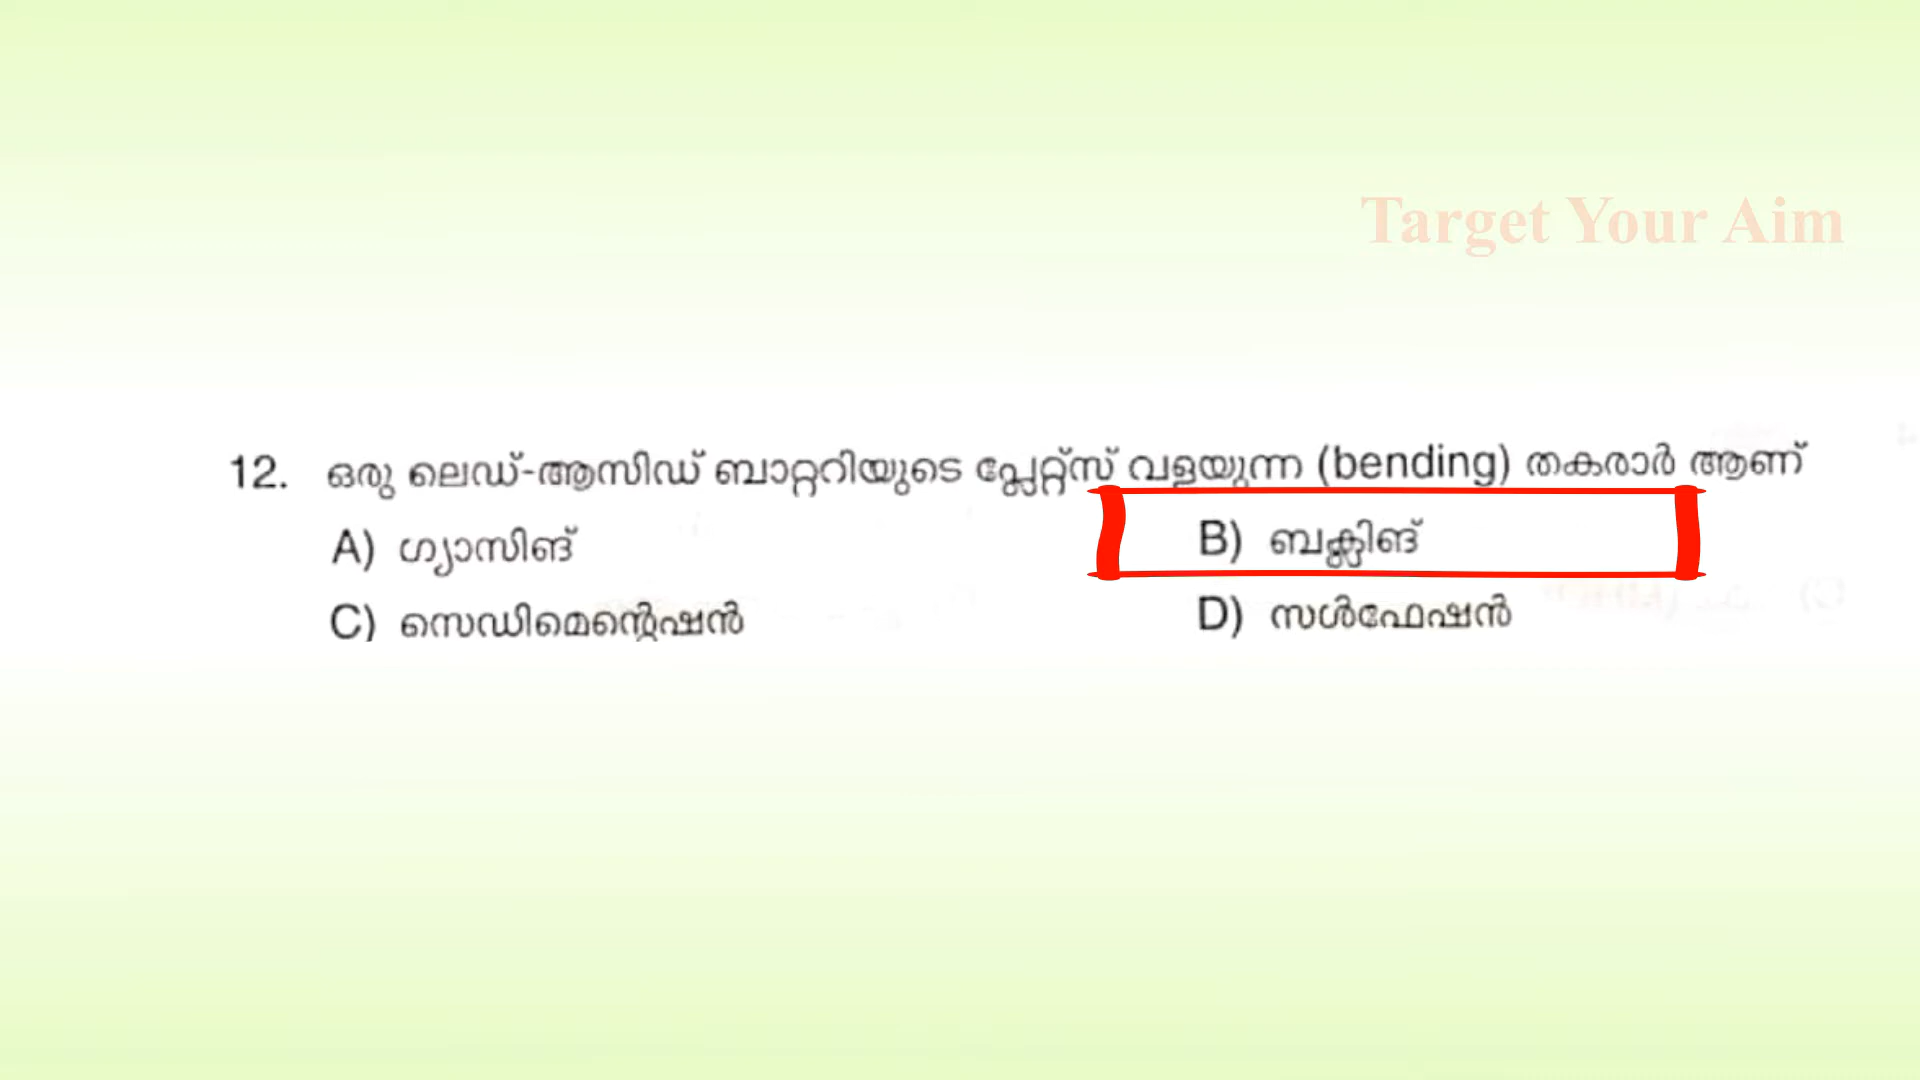 Target Your Aim
12. ഒരു ലെഡ്-ആസിഡ് ബാറ്ററിയുടെ പ്ലേറ്റ്സ് വളയുന്ന (bending) തകരാർ ആണ്
A) ഗ്യാസിങ് B) ബക്ലിങ്
C) സെഡിമെന്റേഷൻ D) സൾഫേഷൻ